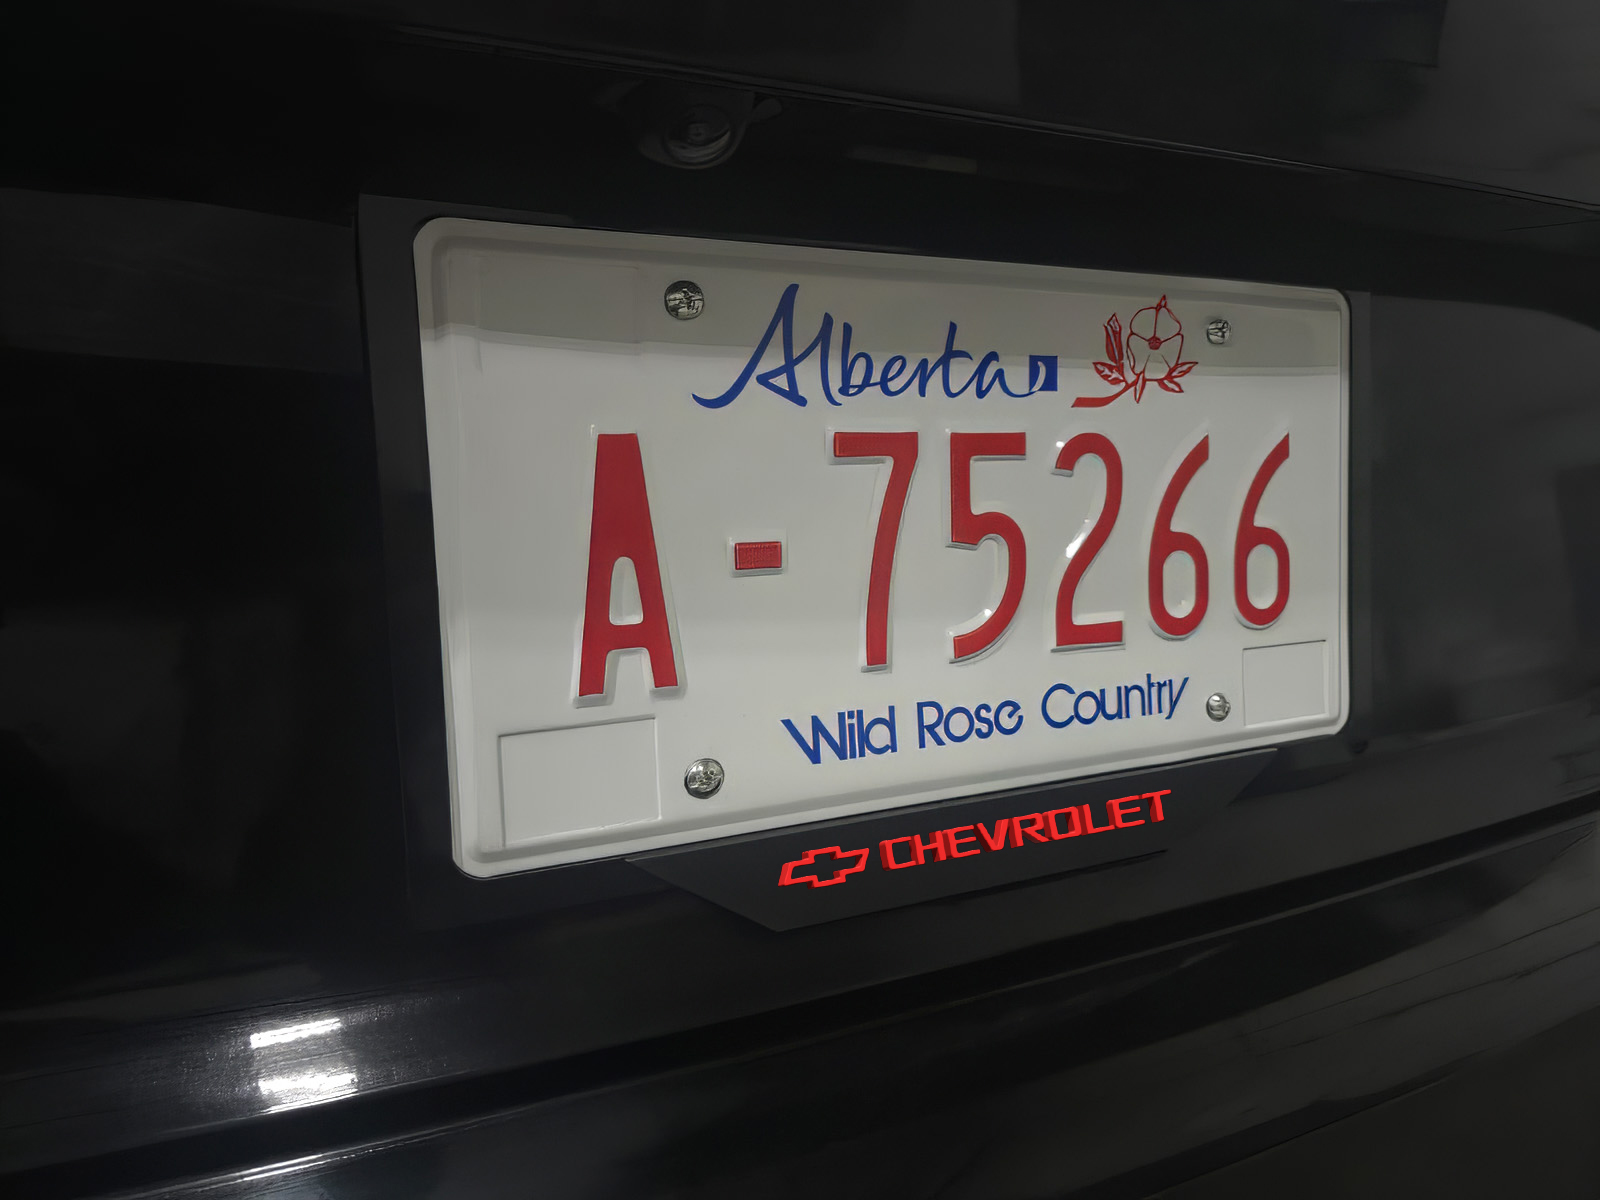 Alberta
A-75266
Wild Rose Country
CHEVROLET